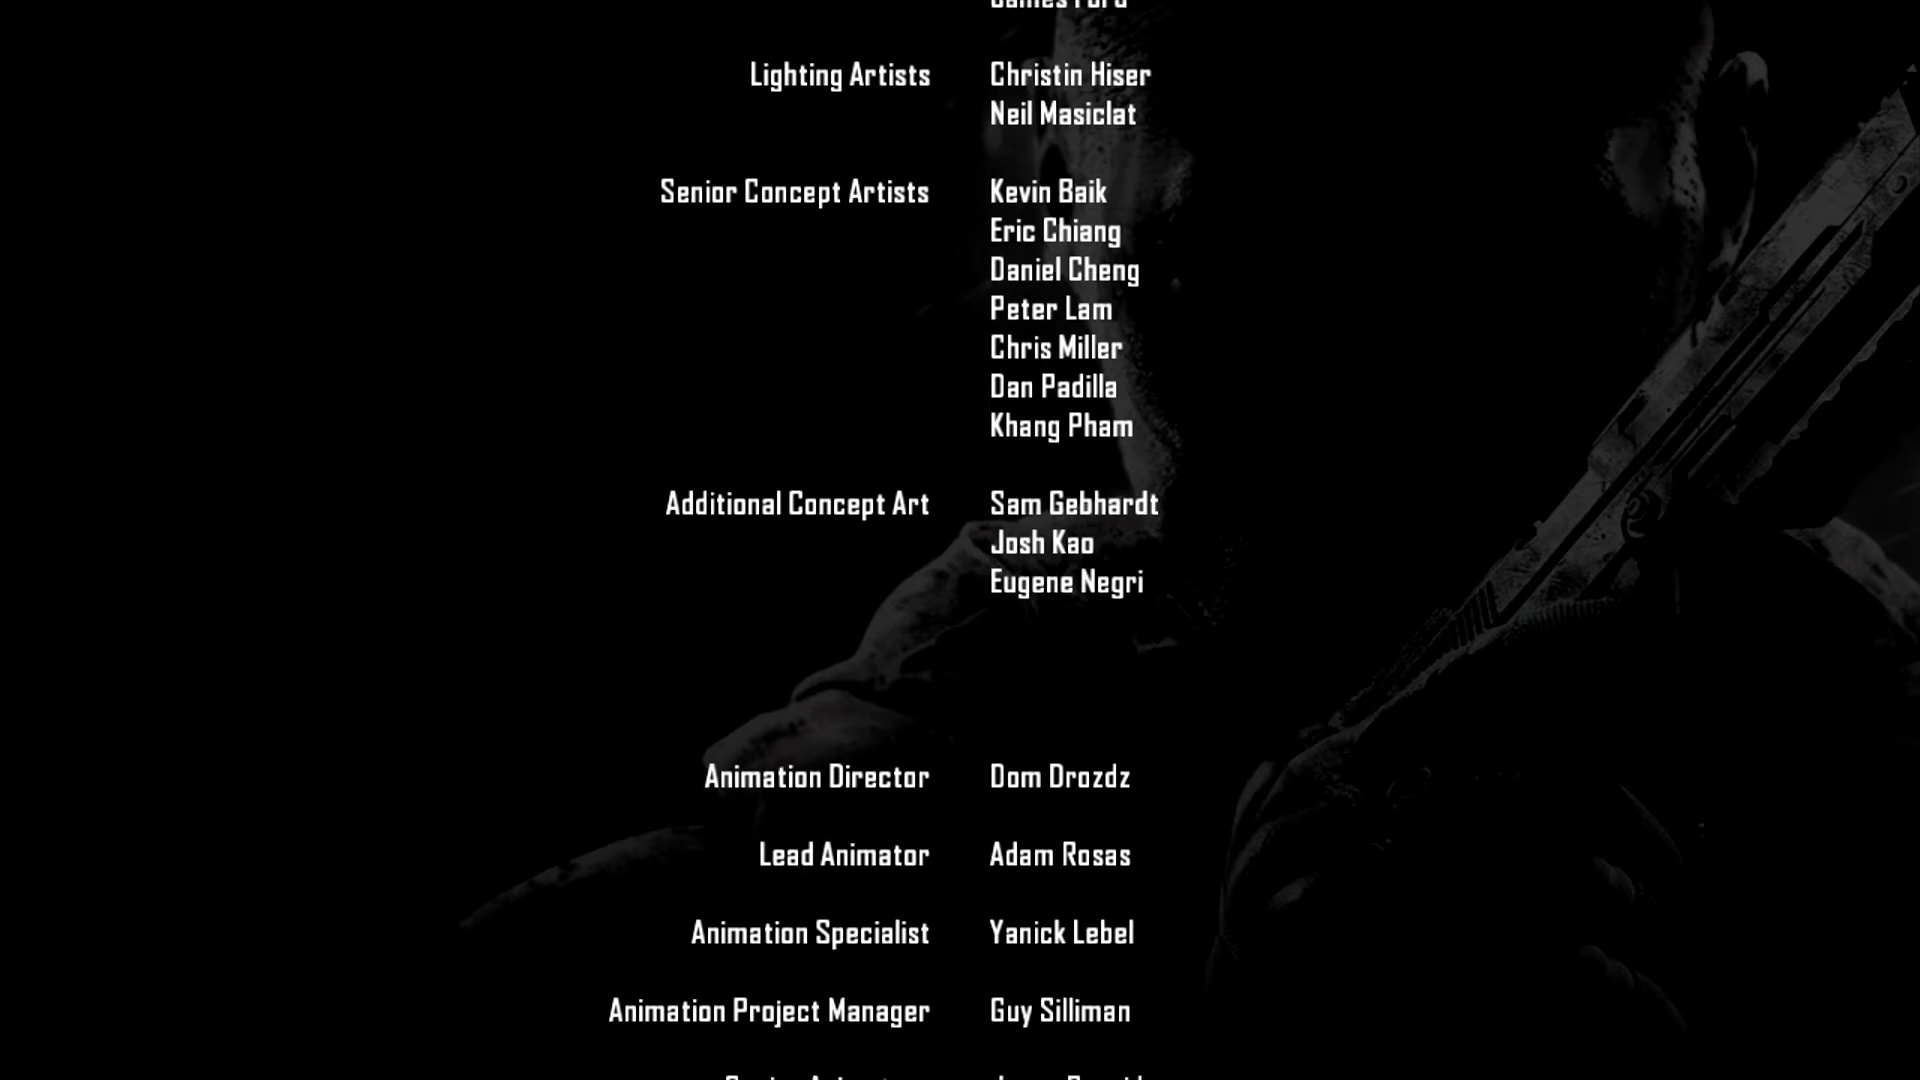 Lighting Artists Christin Hiser
Neil Masiclat
Senior Concept Artists Kevin Baik
Eric Chiang
Daniel Cheng
Peter Lam
Chris Miller
Dan Padilla
Khang Pham
Additional Concept Art Sam Gebhardt
Josh Kao
Eugene Negri
Animation Director Dom Drozdz
Lead Animator Adam Rosas
Animation Specialist Yanick Lebel
Animation Project Manager Guy Silliman